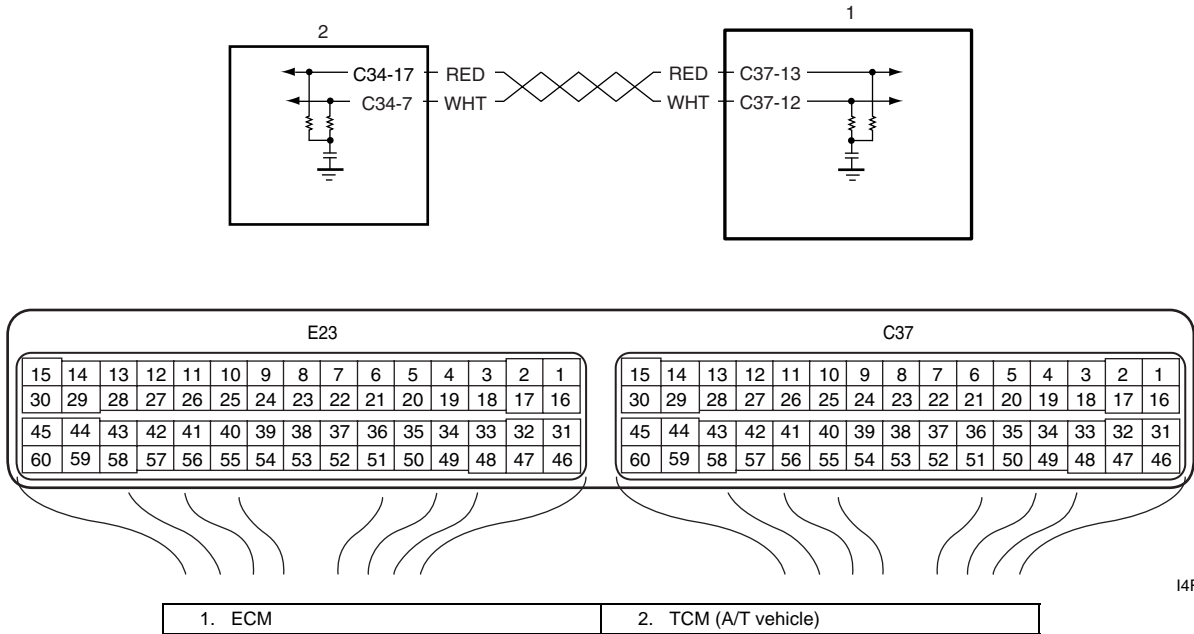 1
2
C34-17 RED RED C37-13
C34-7 WHT WHT C37-12
E23 C37
15 14 13 12 11 10 9 8 7 6 5 4 3 2 1 15 14 13 12 11 10 9 8 7 6 5 4 3 2 1
30 29 28 27 26 25 24 23 22 21 20 19 18 17 16 30 29 28 27 26 25 24 23 22 21 20 19 18 17 16
45 44 43 42 41 40 39 38 37 36 35 34 33 32 31 45 44 43 42 41 40 39 38 37 36 35 34 33 32 31
60 59 58 57 56 55 54 53 52 51 50 49 48 47 46 60 59 58 57 56 55 54 53 52 51 50 49 48 47 46
1. ECM 2. TCM (A/T vehicle)